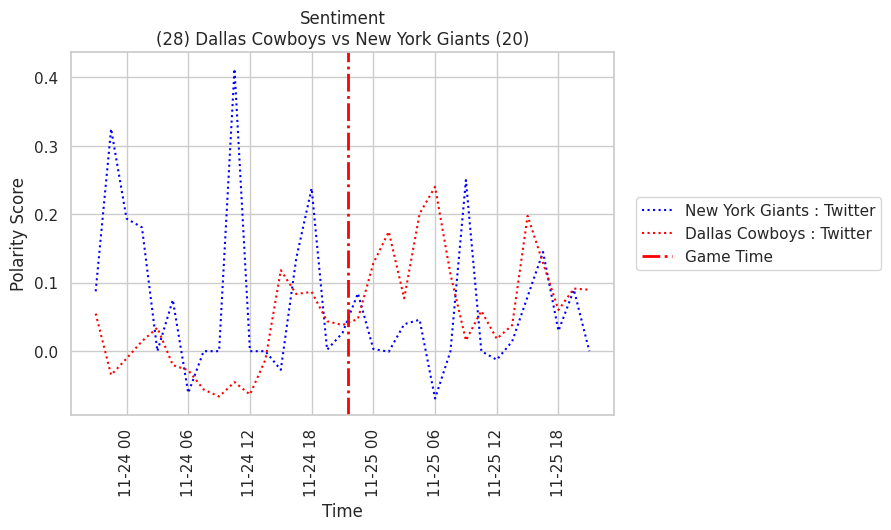 Sentiment
(28) Dallas Cowboys vs New York Giants (20)
Polarity Score
0.4
0.3
0.2
0.1
0.0
11-24 00
11-24 06
11-24 12
11-24 18
11-25 00
11-25 06
11-25 12
11-25 18
Time
New York Giants : Twitter
Dallas Cowboys : Twitter
Game Time